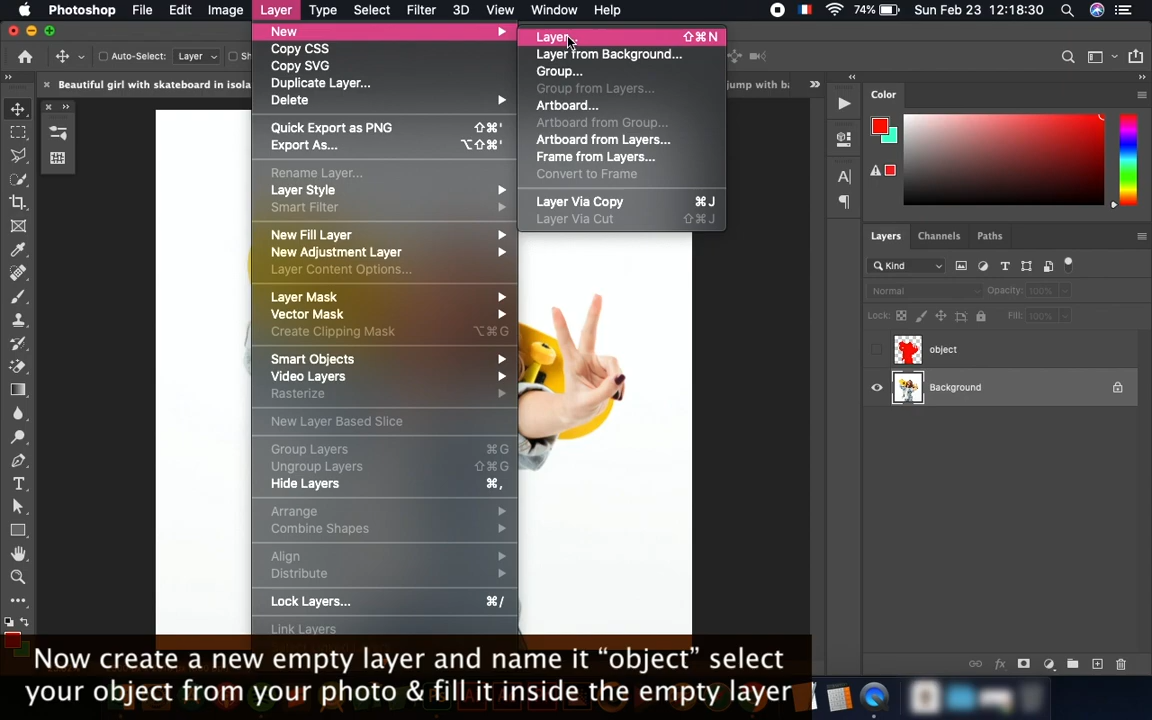 Photoshop File Edit Image Layer Type Select Filter 3D View Window Help 74% Sun Feb 23 12:18:30
New
Copy CSS
Copy SVG
Duplicate Layer...
Delete
Quick Export as PNG ⇧⌘'
Export As... ⌥⇧⌘'
Rename Layer...
Layer Style
Smart Filter
New Fill Layer
New Adjustment Layer
Layer Content Options...
Layer Mask
Vector Mask
Create Clipping Mask ⌥⌘G
Smart Objects
Video Layers
Rasterize
New Layer Based Slice
Group Layers ⌘G
Ungroup Layers ⇧⌘G
Hide Layers ⌘,
Arrange
Combine Shapes
Align
Distribute
Lock Layers... ⌘/
Link Layers
Layer... ⇧⌘N
Layer from Background...
Group...
Group from Layers...
Artboard...
Artboard from Group...
Artboard from Layers...
Frame from Layers...
Convert to Frame
Layer Via Copy ⌘J
Layer Via Cut ⇧⌘J
Auto-Select: Layer
Beautiful girl with skateboard in isola
jump with b
Color
Layers Channels Paths
Kind
Normal Opacity: 100%
Lock: Fill: 100%
object
Background
Now create a new empty layer and name it “object” select
your object from your photo & fill it inside the empty layer